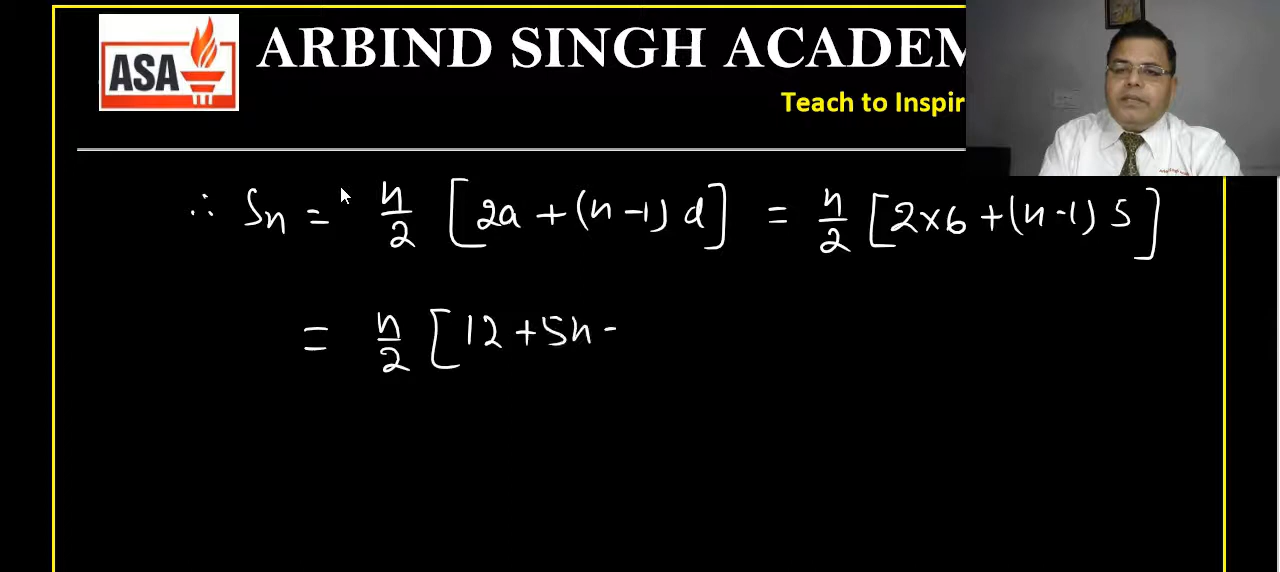 ASA
ARBIND SINGH ACADEM
Teach to Inspir
∴ Sn = n/2 [2a + (n-1) d] = n/2 [2×6 + (n-1) 5]
= n/2 [12 + 5n -